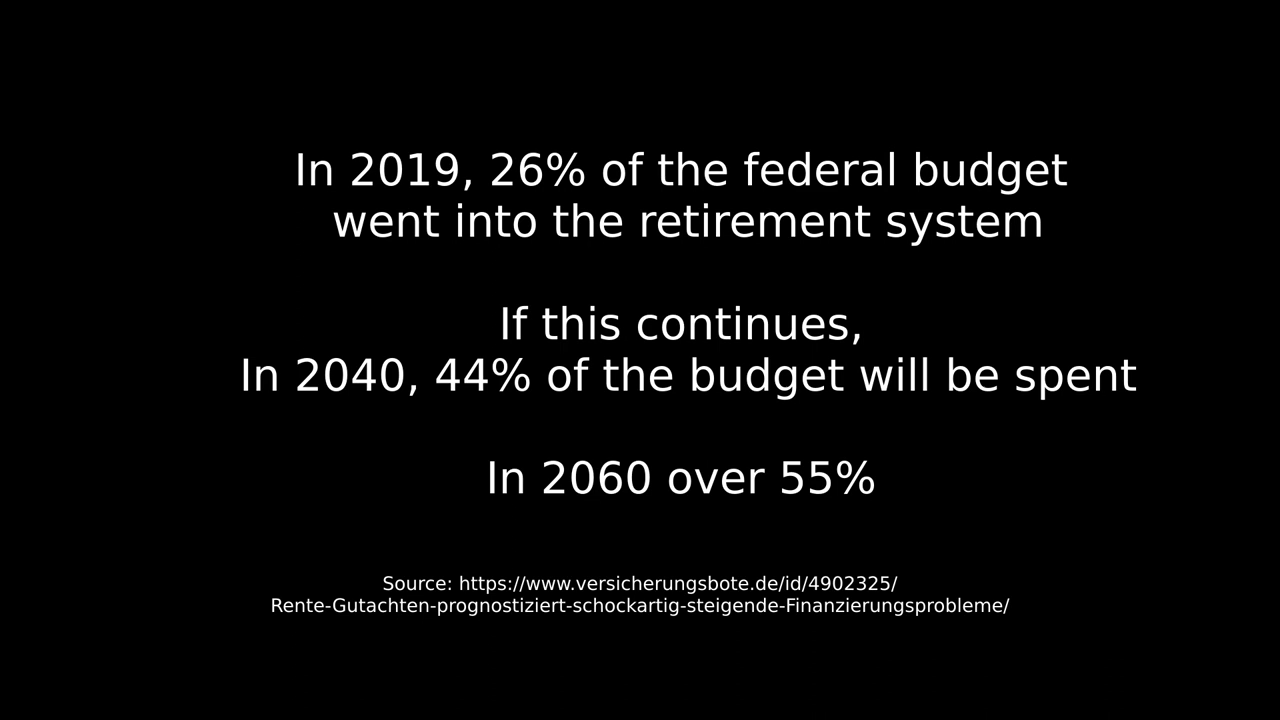 In 2019, 26% of the federal budget
went into the retirement system
If this continues,
In 2040, 44% of the budget will be spent
In 2060 over 55%
Source: https://www.versicherungsbote.de/id/4902325/
Rente-Gutachten-prognostiziert-schockartig-steigende-Finanzierungsprobleme/